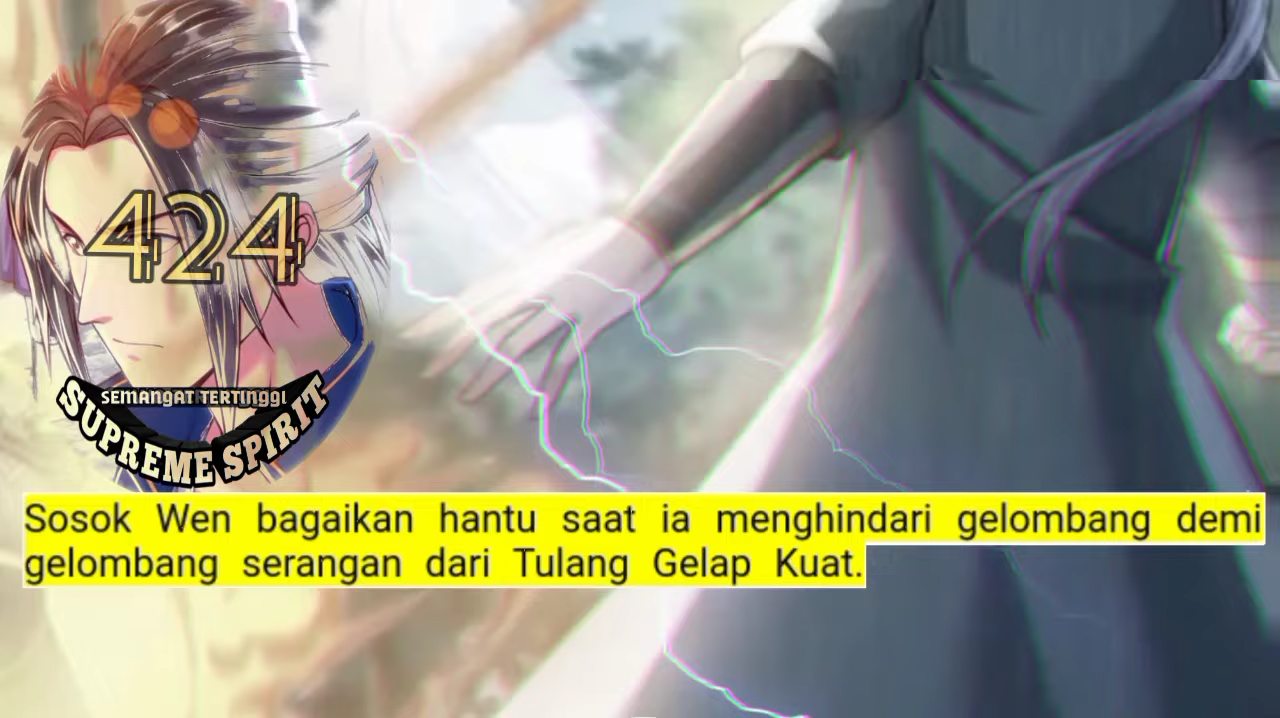 424
SEMANGAT TERTINGGI
SUPREME SPIRIT
Sosok Wen bagaikan hantu saat ia menghindari gelombang demi
gelombang serangan dari Tulang Gelap Kuat.